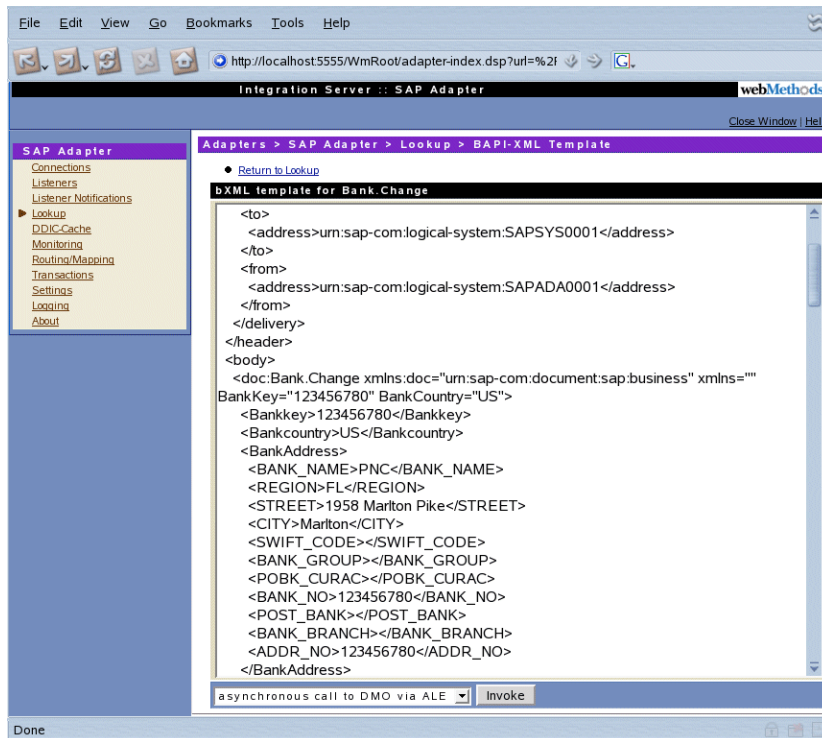 File Edit View Go Bookmarks Tools Help
http://localhost:5555/WmRoot/adapter-index.dsp?url=%2F
G
Integration Server :: SAP Adapter
webMethods
Close Window | Hel
SAP Adapter
Connections
Listeners
Listener Notifications
Lookup
DDIC-Cache
Monitoring
Routing/Mapping
Transactions
Settings
Logging
About
Adapters > SAP Adapter > Lookup > BAPI-XML Template
Return to Lookup
bXML template for Bank.Change
<to>
<address>urn:sap-com:logical-system:SAPSYS0001</address>
</to>
<from>
<address>urn:sap-com:logical-system:SAPADA0001</address>
</from>
</delivery>
</header>
<body>
<doc:Bank.Change xmlns:doc="urn:sap-com:document:sap:business" xmlns=""
BankKey="123456780" BankCountry="US">
<Bankkey>123456780</Bankkey>
<Bankcountry>US</Bankcountry>
<BankAddress>
<BANK_NAME>PNC</BANK_NAME>
<REGION>FL</REGION>
<STREET>1958 Marlton Pike</STREET>
<CITY>Marlton</CITY>
<SWIFT_CODE></SWIFT_CODE>
<BANK_GROUP></BANK_GROUP>
<POBK_CURAC></POBK_CURAC>
<BANK_NO>123456780</BANK_NO>
<POST_BANK></POST_BANK>
<BANK_BRANCH></BANK_BRANCH>
<ADDR_NO>123456780</ADDR_NO>
</BankAddress>
asynchronous call to DMO via ALE Invoke
Done